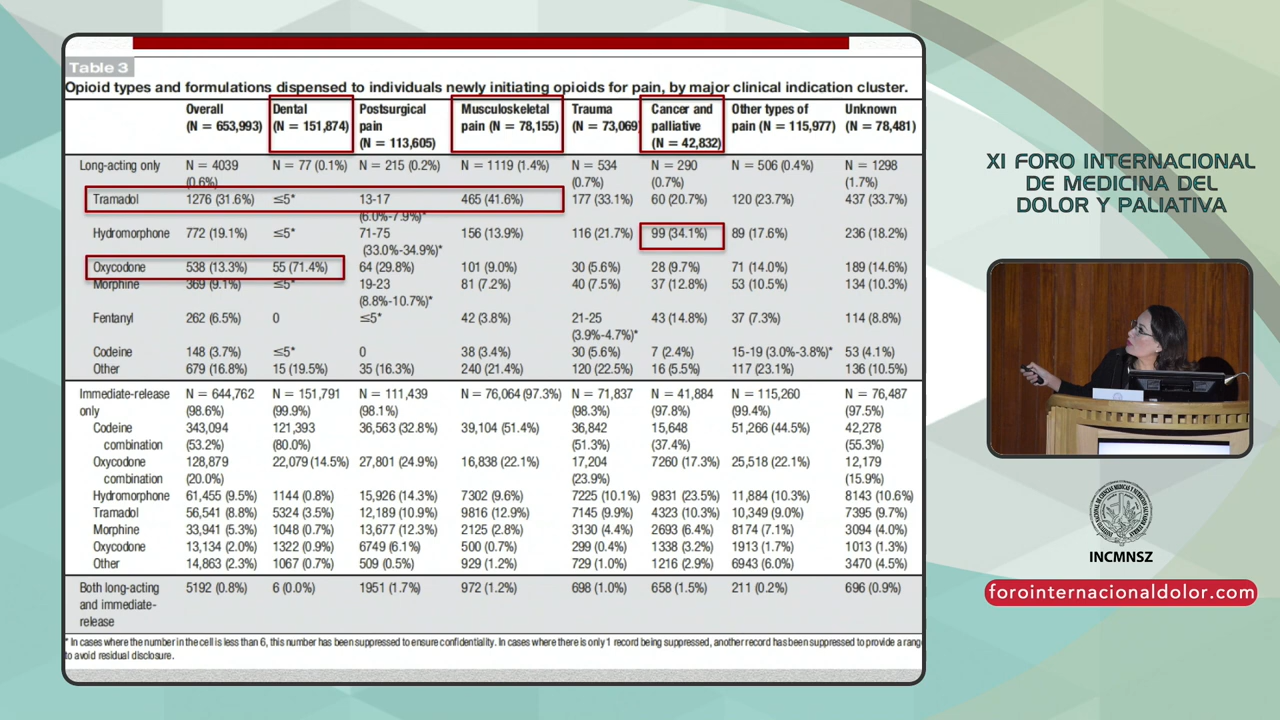 Table 3
Opioid types and formulations dispensed to individuals newly initiating opioids for pain, by major clinical indication cluster.
Overall (N = 653,993) Dental (N = 151,874) Postsurgical pain (N = 113,605) Musculoskeletal pain (N = 78,155) Trauma (N = 73,069) Cancer and palliative (N = 42,832) Other types of pain (N = 115,977) Unknown (N = 78,481)
Long-acting only N = 4039 (0.6%) N = 77 (0.1%) N = 215 (0.2%) N = 1119 (1.4%) N = 534 (0.7%) N = 290 (0.7%) N = 506 (0.4%) N = 1298 (1.7%)
Tramadol 1276 (31.6%) ≤5* 13-17 (6.0%-7.9%)* 465 (41.6%) 177 (33.1%) 60 (20.7%) 120 (23.7%) 437 (33.7%)
Hydromorphone 772 (19.1%) ≤5* 71-75 (33.0%-34.9%)* 156 (13.9%) 116 (21.7%) 99 (34.1%) 89 (17.6%) 236 (18.2%)
Oxycodone 538 (13.3%) 55 (71.4%) 64 (29.8%) 101 (9.0%) 30 (5.6%) 28 (9.7%) 71 (14.0%) 189 (14.6%)
Morphine 369 (9.1%) ≤5* 19-23 (8.8%-10.7%)* 81 (7.2%) 40 (7.5%) 37 (12.8%) 53 (10.5%) 134 (10.3%)
Fentanyl 262 (6.5%) 0 ≤5* 42 (3.8%) 21-25 (3.9%-4.7%)* 43 (14.8%) 37 (7.3%) 114 (8.8%)
Codeine 148 (3.7%) ≤5* 0 38 (3.4%) 30 (5.6%) 7 (2.4%) 15-19 (3.0%-3.8%)* 53 (4.1%)
Other 679 (16.8%) 15 (19.5%) 35 (16.3%) 240 (21.4%) 120 (22.5%) 16 (5.5%) 117 (23.1%) 136 (10.5%)
Immediate-release only N = 644,762 (98.6%) N = 151,791 (99.9%) N = 111,439 (98.1%) N = 76,064 (97.3%) N = 71,837 (98.3%) N = 41,884 (97.8%) N = 115,260 (99.4%) N = 76,487 (97.5%)
Codeine combination 343,094 (53.2%) 121,393 (80.0%) 36,563 (32.8%) 39,104 (51.4%) 36,842 (51.3%) 15,648 (37.4%) 51,266 (44.5%) 42,278 (55.3%)
Oxycodone combination 128,879 (20.0%) 22,079 (14.5%) 27,801 (24.9%) 16,838 (22.1%) 17,204 (23.9%) 7260 (17.3%) 25,518 (22.1%) 12,179 (15.9%)
Hydromorphone 61,455 (9.5%) 1144 (0.8%) 15,926 (14.3%) 7302 (9.6%) 7225 (10.1%) 9831 (23.5%) 11,884 (10.3%) 8143 (10.6%)
Tramadol 56,541 (8.8%) 5324 (3.5%) 12,189 (10.9%) 9816 (12.9%) 7145 (9.9%) 4323 (10.3%) 10,349 (9.0%) 7395 (9.7%)
Morphine 33,941 (5.3%) 1048 (0.7%) 13,677 (12.3%) 2125 (2.8%) 3130 (4.4%) 2693 (6.4%) 8174 (7.1%) 3094 (4.0%)
Oxycodone 13,134 (2.0%) 1322 (0.9%) 6749 (6.1%) 500 (0.7%) 299 (0.4%) 1338 (3.2%) 1913 (1.7%) 1013 (1.3%)
Other 14,863 (2.3%) 1067 (0.7%) 509 (0.5%) 929 (1.2%) 729 (1.0%) 1216 (2.9%) 6943 (6.0%) 3470 (4.5%)
Both long-acting and immediate-release 5192 (0.8%) 6 (0.0%) 1951 (1.7%) 972 (1.2%) 698 (1.0%) 658 (1.5%) 211 (0.2%) 696 (0.9%)
* In cases where the number in the cell is less than 6, this number has been suppressed to ensure confidentiality. In cases where there is only 1 record being suppressed, another record has been suppressed to provide a rang
to avoid residual disclosure.
XI FORO INTERNACIONAL
DE MEDICINA DEL
DOLOR Y PALIATIVA
INCMNSZ
forointernacionaldolor.com